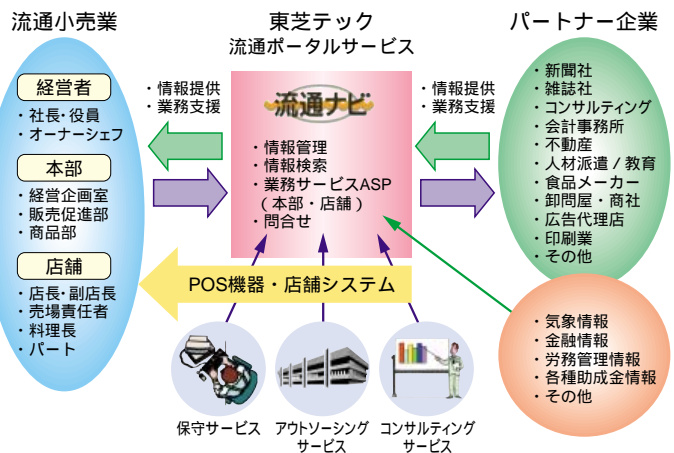 流通小売業
経営者
・社長・役員
・オーナーシェフ
本部
・経営企画室
・販売促進部
・商品部
店舗
・店長・副店長
・売場責任者
・料理長
・パート
・情報提供
・業務支援
東芝テック
流通ポータルサービス
流通ナビ
・情報管理
・情報検索
・業務サービスASP
（本部・店舗）
・問合せ
POS機器・店舗システム
保守サービス
アウトソーシング
サービス
コンサルティング
サービス
・情報提供
・業務支援
パートナー企業
・新聞社
・雑誌社
・コンサルティング
・会計事務所
・不動産
・人材派遣／教育
・食品メーカー
・卸問屋・商社
・広告代理店
・印刷業
・その他
・気象情報
・金融情報
・労務管理情報
・各種助成金情報
・その他